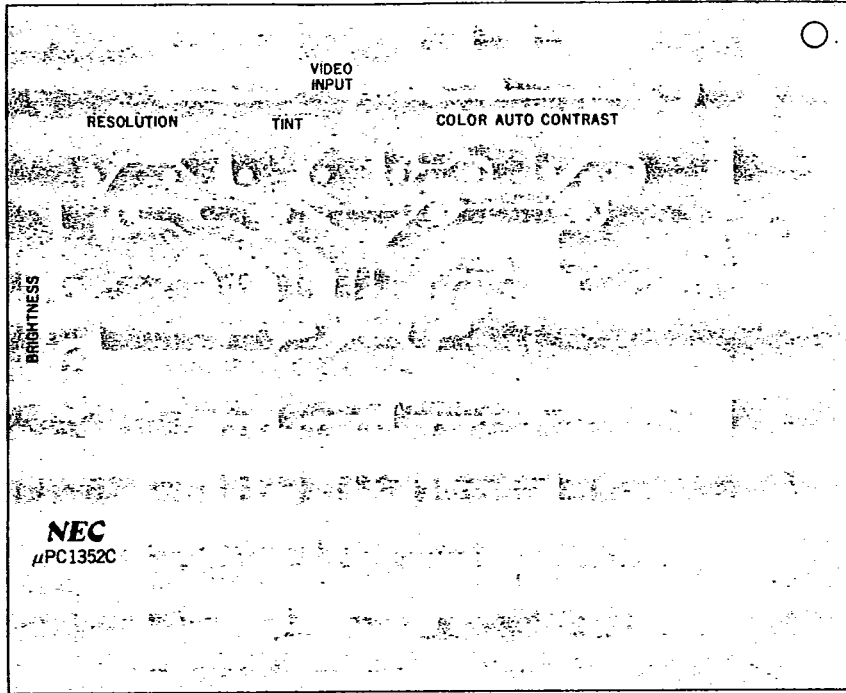 VIDEO
INPUT
RESOLUTION TINT COLOR AUTO CONTRAST
BRIGHTNESS
NEC
μPC1352C